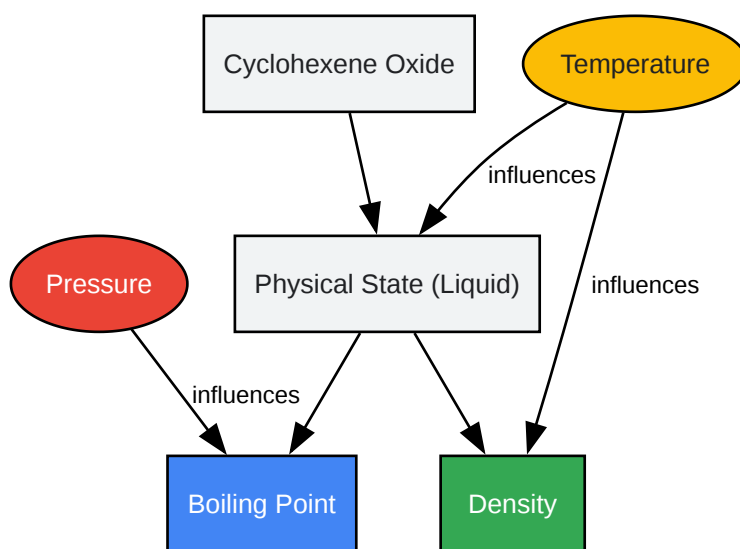 Cyclohexene Oxide
Temperature
influences
Pressure
Physical State (Liquid)
influences
influences
Boiling Point
Density